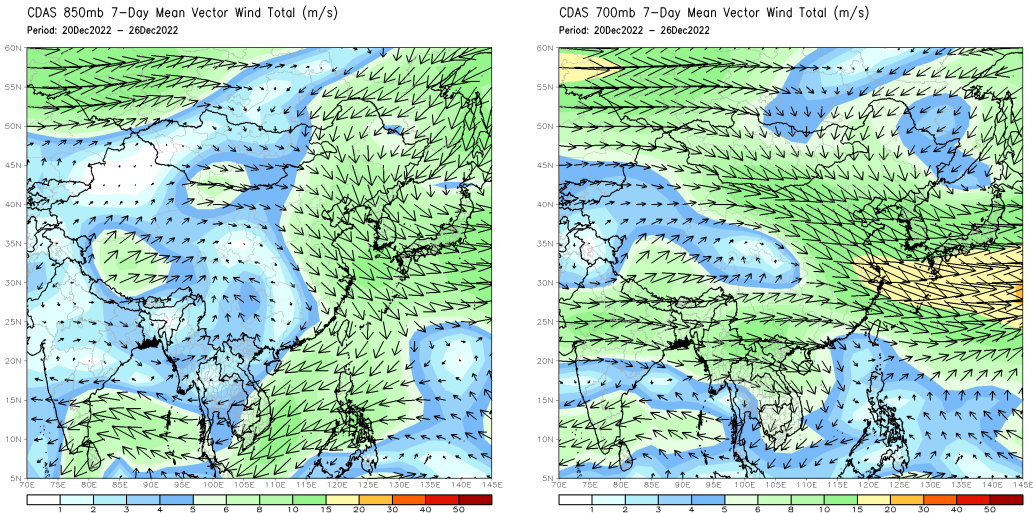 CDAS 850mb 7-Day Mean Vector Wind Total (m/s)
Period: 20Dec2022 - 26Dec2022
60N
55N
50N
45N
40N
35N
30N
25N
20N
15N
10N
5N
70E 75E 80E 85E 90E 95E 100E 105E 110E 115E 120E 125E 130E 135E 140E 145E
1 2 3 4 5 6 8 10 15 20 30 40 50
CDAS 700mb 7-Day Mean Vector Wind Total (m/s)
Period: 20Dec2022 - 26Dec2022
60N
55N
50N
45N
40N
35N
30N
25N
20N
15N
10N
5N
70E 75E 80E 85E 90E 95E 100E 105E 110E 115E 120E 125E 130E 135E 140E 145E
1 2 3 4 5 6 8 10 15 20 30 40 50